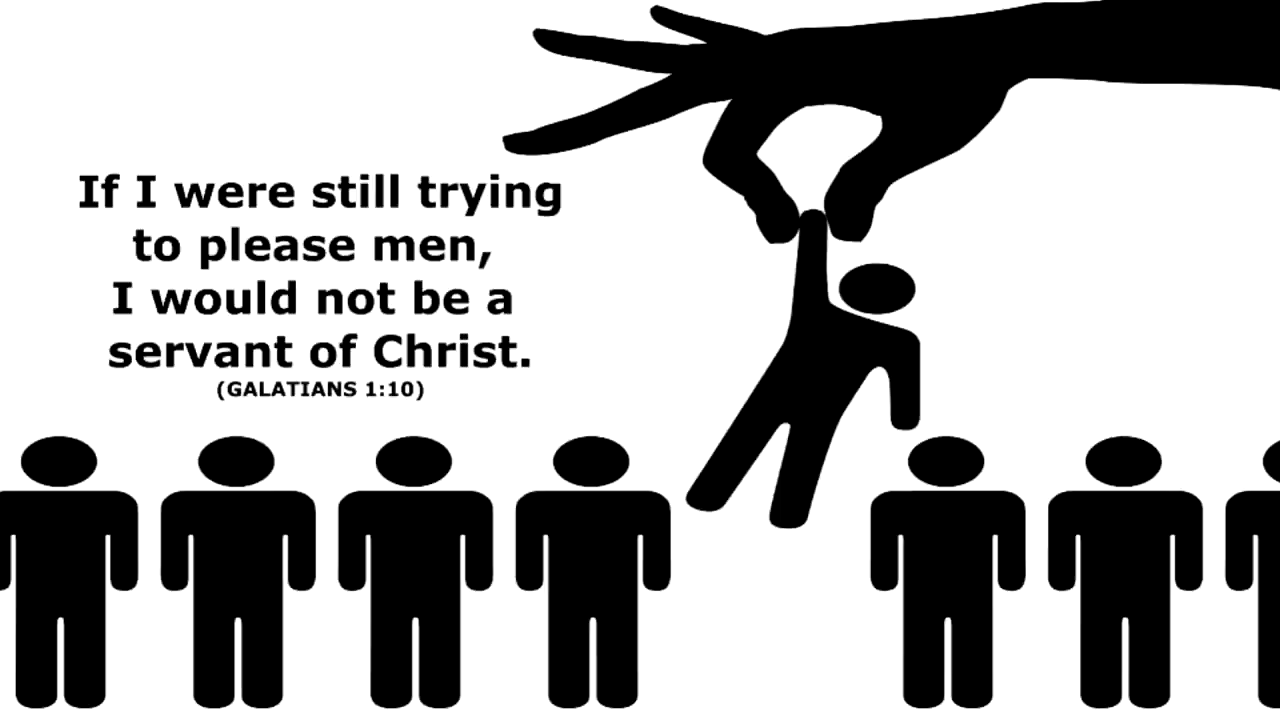 If I were still trying
to please men,
I would not be a
servant of Christ.
(GALATIANS 1:10)